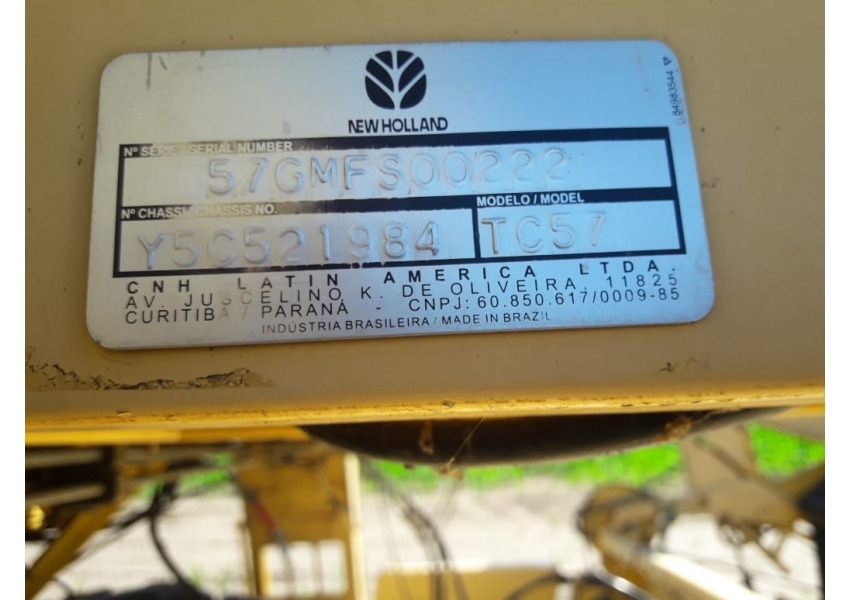 NEW HOLLAND
84983544
Nº SÉRIE / SERIAL NUMBER
57GMFS00222
Nº CHASSI / CHASSIS NO.
MODELO / MODEL
Y5C521984
TC57
CNH LATIN AMERICA LTDA.
AV. JUSCELINO K. DE OLIVEIRA, 11825
CURITIBA / PARANÁ - CNPJ: 60.850.617/0009-85
INDÚSTRIA BRASILEIRA / MADE IN BRAZIL